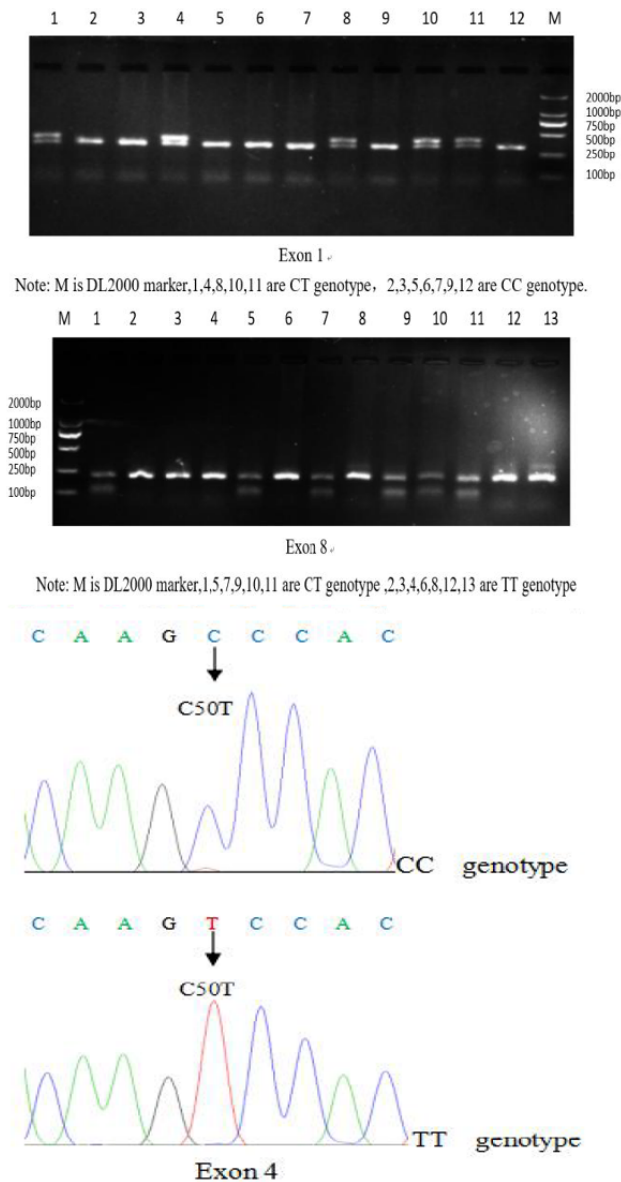 1 2 3 4 5 6 7 8 9 10 11 12 M
2000bp
1000bp
750bp
500bp
250bp
100bp
Exon 1
Note: M is DL2000 marker,1,4,8,10,11 are CT genotype，2,3,5,6,7,9,12 are CC genotype.
M 1 2 3 4 5 6 7 8 9 10 11 12 13
2000bp
1000bp
750bp
500bp
250bp
100bp
Exon 8
Note: M is DL2000 marker,1,5,7,9,10,11 are CT genotype ,2,3,4,6,8,12,13 are TT genotype
C A A G C C C A C
C50T
CC genotype
C A A G T C C A C
C50T
TT genotype
Exon 4